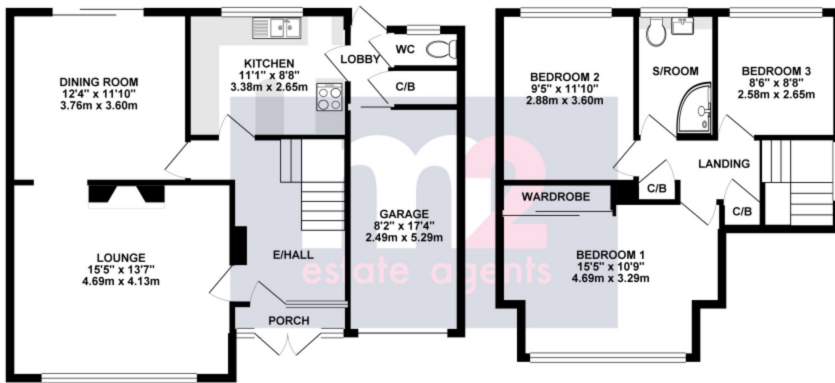 DINING ROOM
12'4" x 11'10"
3.76m x 3.60m
KITCHEN
11'1" x 8'8"
3.38m x 2.65m
LOBBY
WC
C/B
LOUNGE
15'5" x 13'7"
4.69m x 4.13m
E/HALL
PORCH
GARAGE
8'2" x 17'4"
2.49m x 5.29m
BEDROOM 2
9'5" x 11'10"
2.88m x 3.60m
S/ROOM
BEDROOM 3
8'6" x 8'8"
2.58m x 2.65m
LANDING
C/B
C/B
WARDROBE
BEDROOM 1
15'5" x 10'9"
4.69m x 3.29m
m2
estate agents